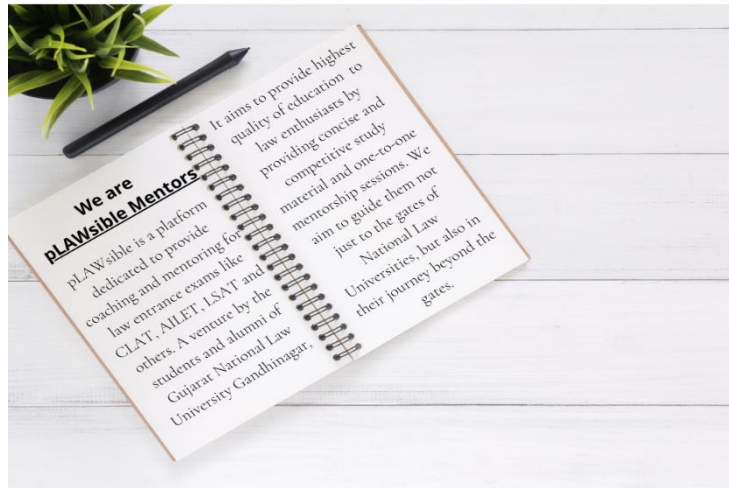 We are
pLAWsible Mentors
pLAWsible is a platform
dedicated to provide
coaching and mentoring for
law entrance exams like
CLAT, AILET, LSAT and
others. A venture by the
students and alumni of
Gujarat National Law
University Gandhinagar.
It aims to provide highest
quality of education to
law enthusiasts by
providing concise and
competitive study
material and one-to-one
mentorship sessions. We
aim to guide them not
just to the gates of
National Law
Universities, but also in
their journey beyond the
gates.